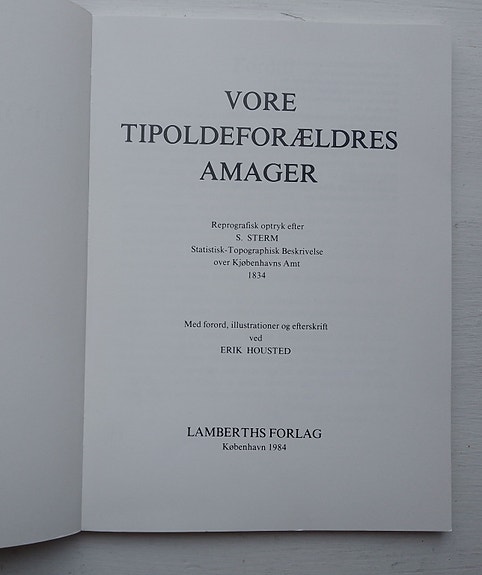 VORE
TIPOLDEFORÆLDRES
AMAGER
Reprografisk optryk efter
S. STERM
Statistisk-Topographisk Beskrivelse
over Kjøbenhavns Amt
1834
Med forord, illustrationer og efterskrift
ved
ERIK HOUSTED
LAMBERTHS FORLAG
København 1984